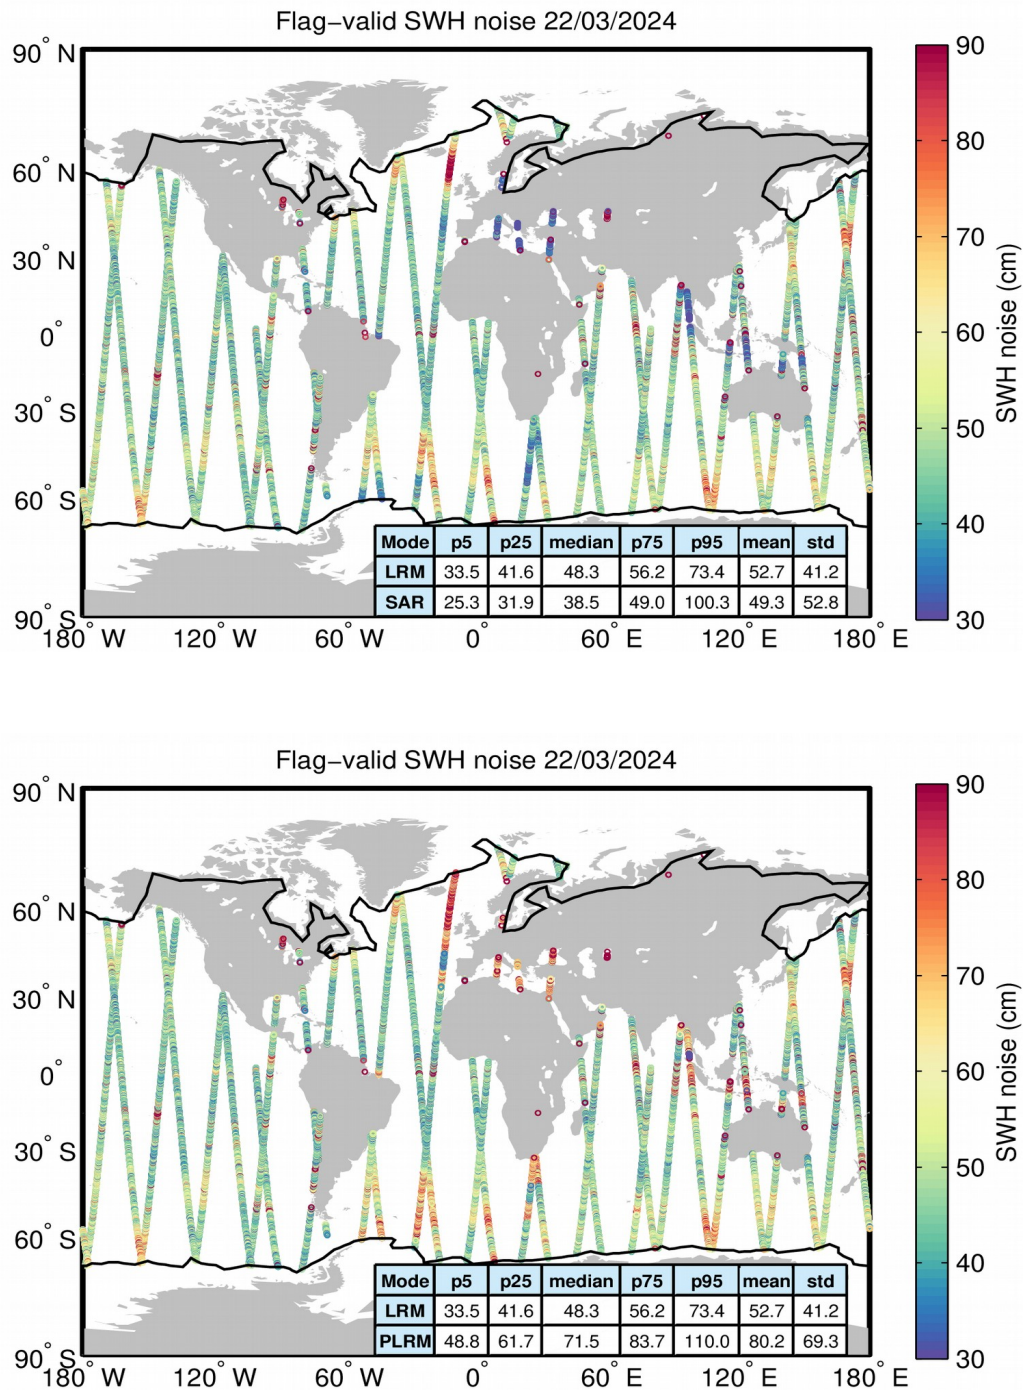 Flag−valid SWH noise 22/03/2024
90° N
60° N
30° N
0°
30° S
60° S
90° S
180° W 120° W 60° W 0° 60° E 120° E 180° E
90
80
70
60
50
40
30
SWH noise (cm)
Mode p5 p25 median p75 p95 mean std
LRM 33.5 41.6 48.3 56.2 73.4 52.7 41.2
SAR 25.3 31.9 38.5 49.0 100.3 49.3 52.8
Flag−valid SWH noise 22/03/2024
90° N
60° N
30° N
0°
30° S
60° S
90° S
180° W 120° W 60° W 0° 60° E 120° E 180° E
90
80
70
60
50
40
30
SWH noise (cm)
Mode p5 p25 median p75 p95 mean std
LRM 33.5 41.6 48.3 56.2 73.4 52.7 41.2
PLRM 48.8 61.7 71.5 83.7 110.0 80.2 69.3